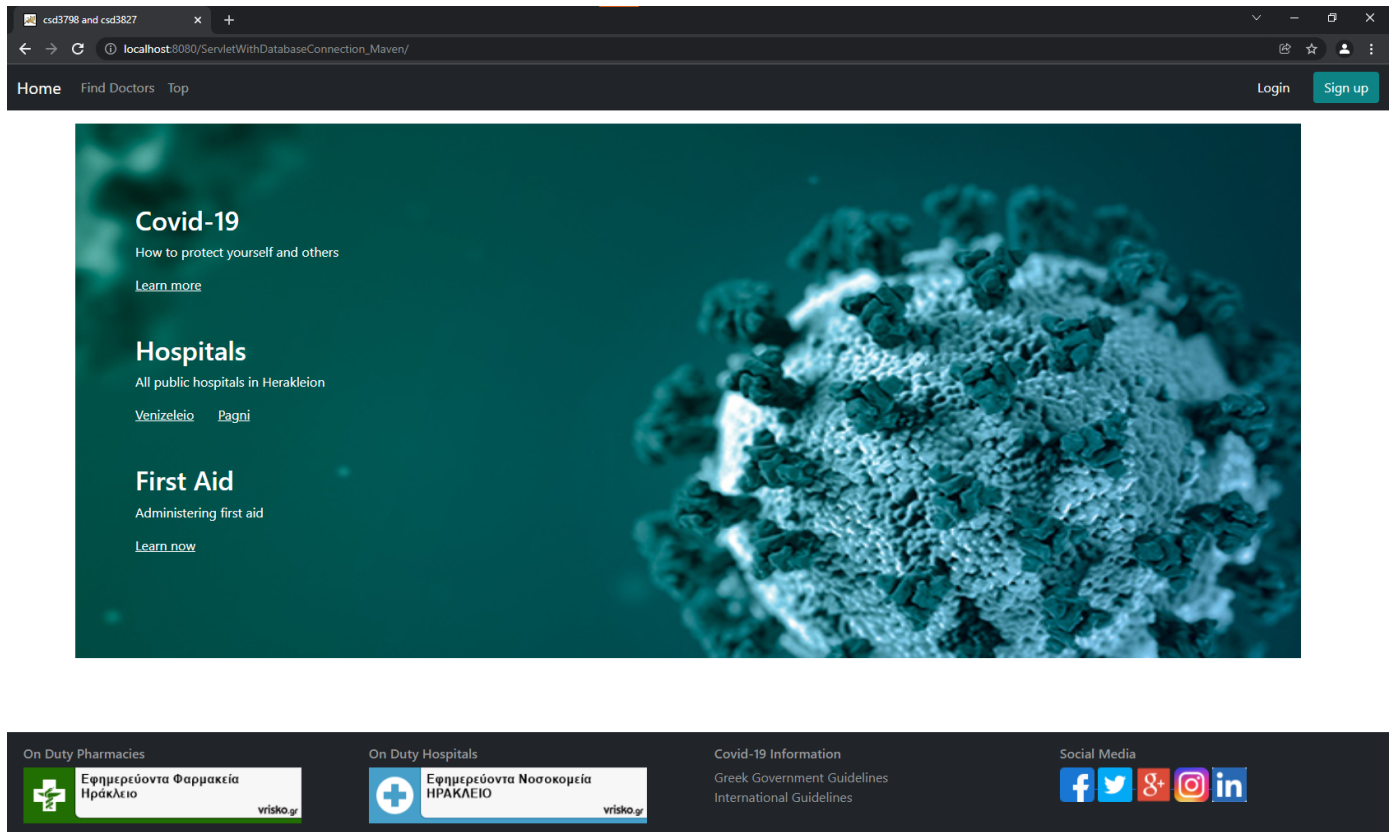 csd3798 and csd3827
localhost:8080/ServletWithDatabaseConnection_Maven/
Home Find Doctors Top Login Sign up
Covid-19
How to protect yourself and others
Learn more
Hospitals
All public hospitals in Herakleion
Venizeleio Pagni
First Aid
Administering first aid
Learn now
On Duty Pharmacies
Εφημερεύοντα Φαρμακεία
Ηράκλειο
vrisko.gr
On Duty Hospitals
Εφημερεύοντα Νοσοκομεία
ΗΡΑΚΛΕΙΟ
vrisko.gr
Covid-19 Information
Greek Government Guidelines
International Guidelines
Social Media
f g+ in